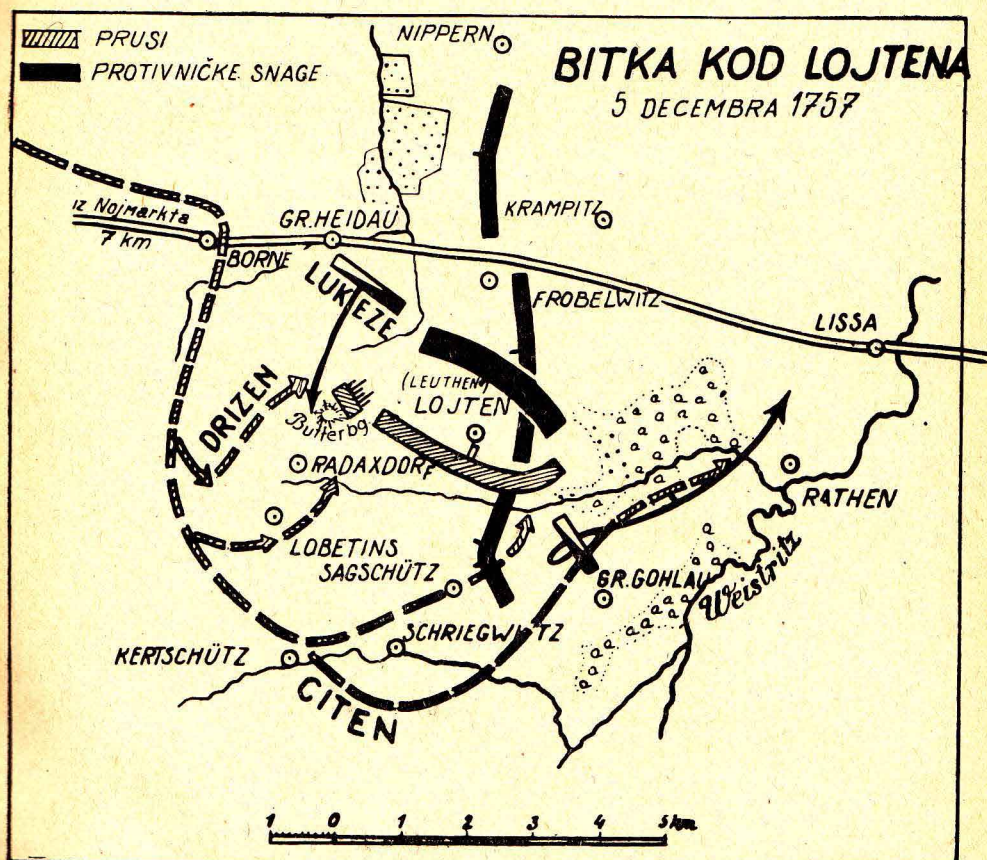 PRUSI
PROTIVNIČKE SNAGE
BITKA KOD LOJTENA
5 DECEMBRA 1757
NIPPERN
KRAMPITZ
IZ Nojmarkta
7 km
BORNE
GR.HEIDAU
LUKEZE
FROBELWITZ
LISSA
DRIZEN
Butterbg
(LEUTHEN)
LOJTEN
RADAXDORF
RATHEN
LOBETINS
SAGSCHÜTZ
GR.GOHLAU
Weistritz
SCHRIEGWITZ
KERTSCHÜTZ
CITEN
1 0 1 2 3 4 5 km